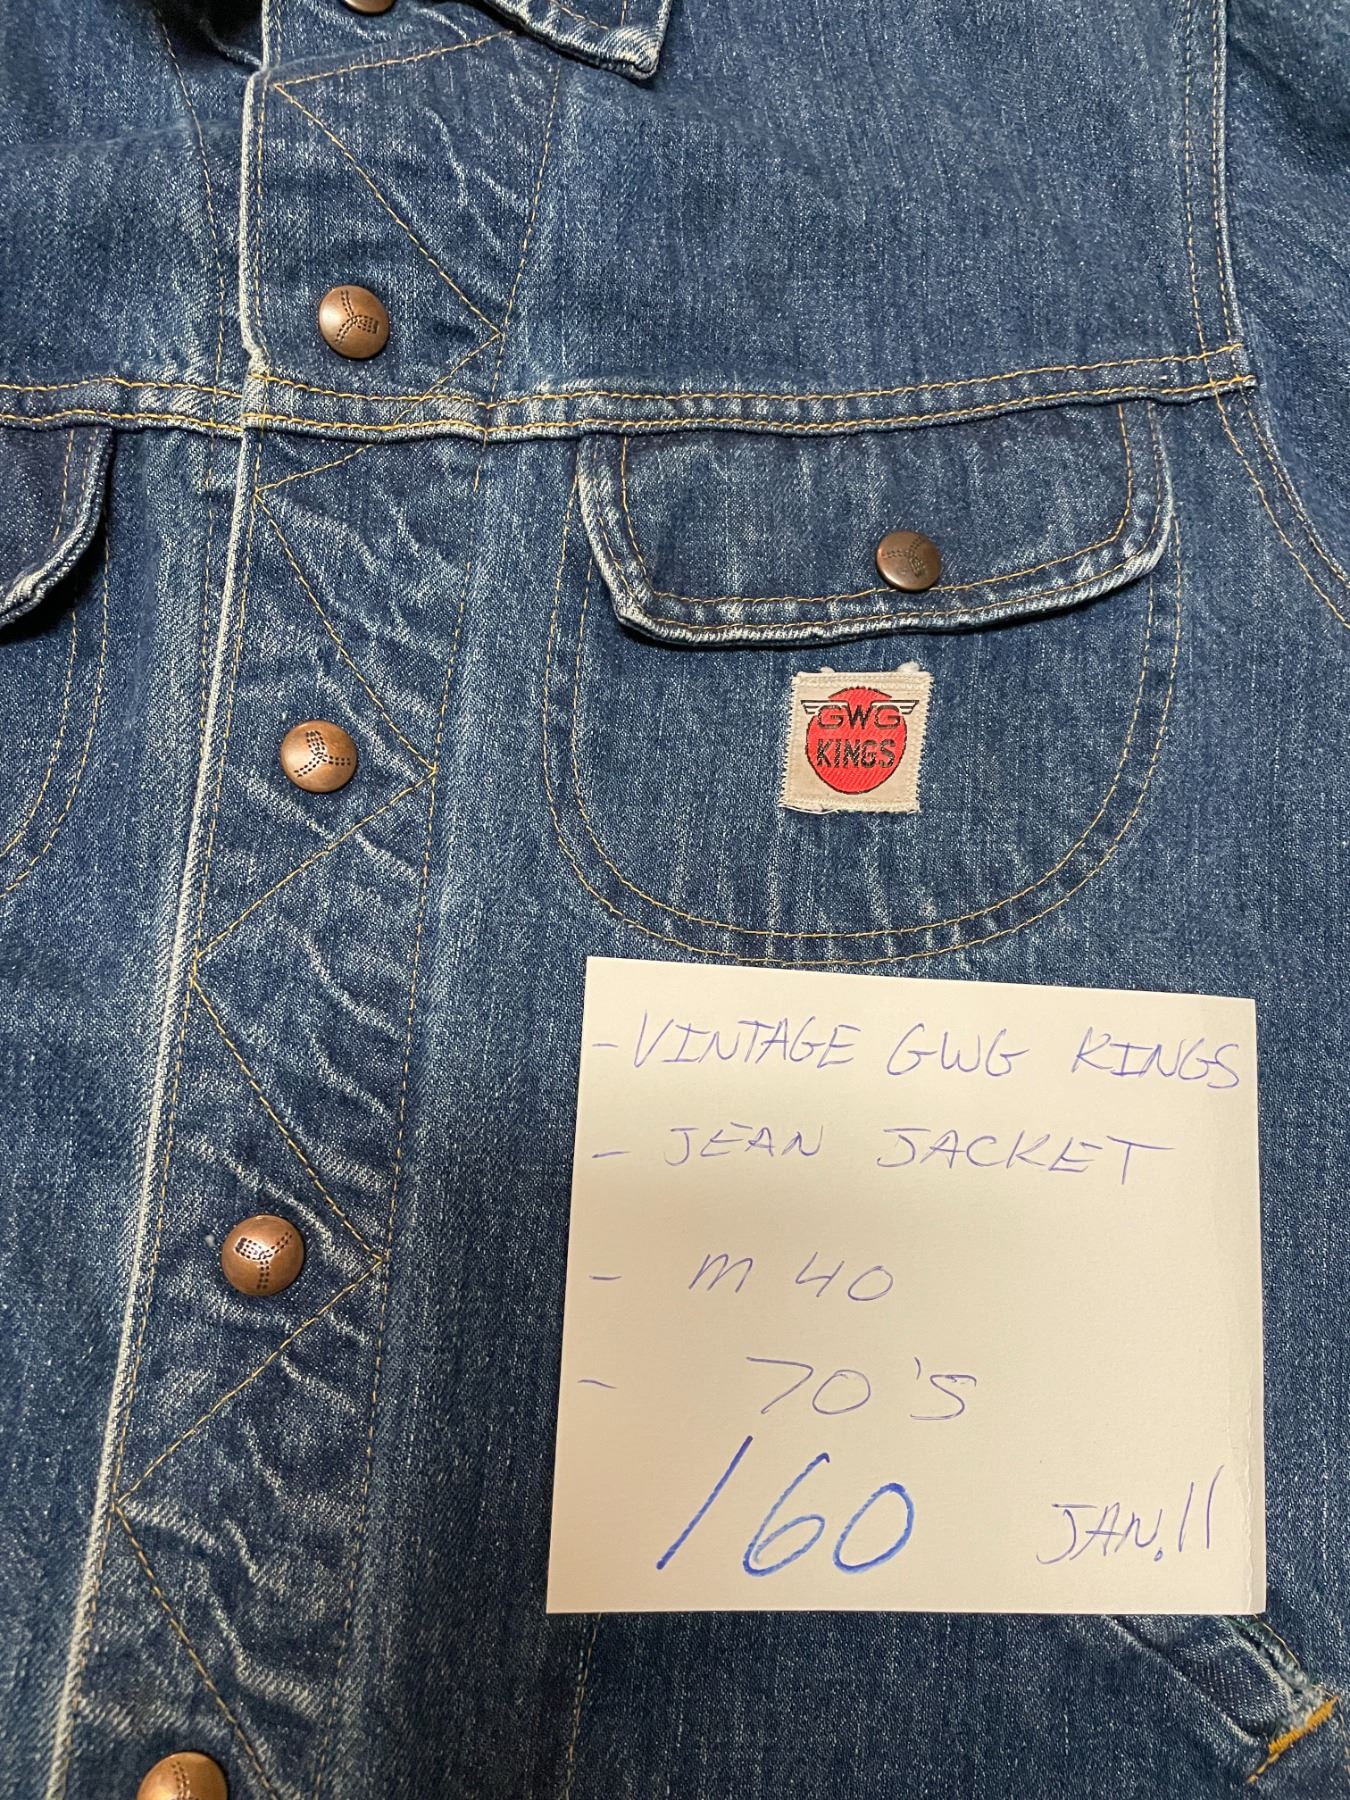 GWG
KINGS
- VINTAGE GWG KINGS
- JEAN JACKET
- M 40
- 70'S
160 JAN. 11